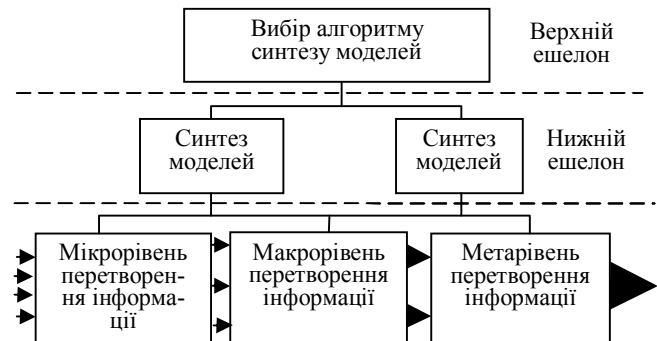 Вибір алгоритму
синтезу моделей
Верхній
ешелон
Синтез
моделей
Синтез
моделей
Нижній
ешелон
Мікрорівень
перетворен-
ня інформа-
ції
Макрорівень
перетворення
інформації
Метарівень
перетворення
інформації